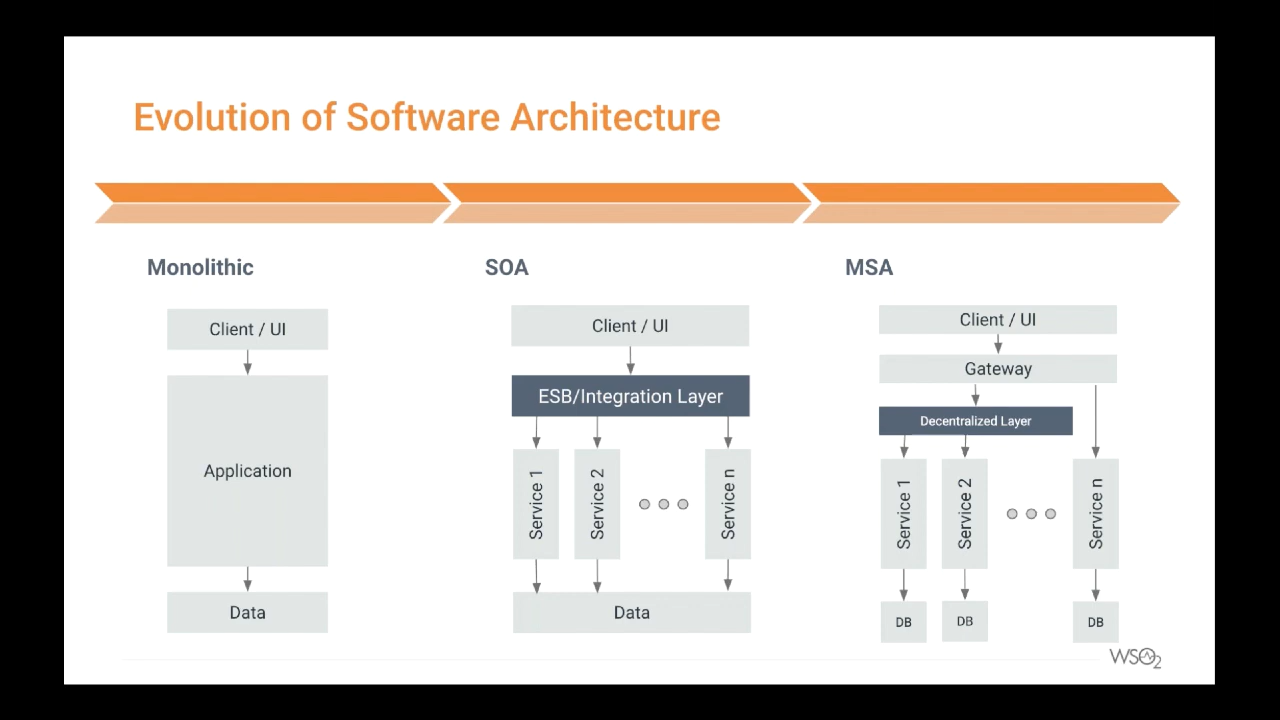 Evolution of Software Architecture
Monolithic
Client / UI
Application
Data
SOA
Client / UI
ESB/Integration Layer
Service 1
Service 2
Service n
Data
MSA
Client / UI
Gateway
Decentralized Layer
Service 1
Service 2
Service n
DB
DB
DB
WSO2